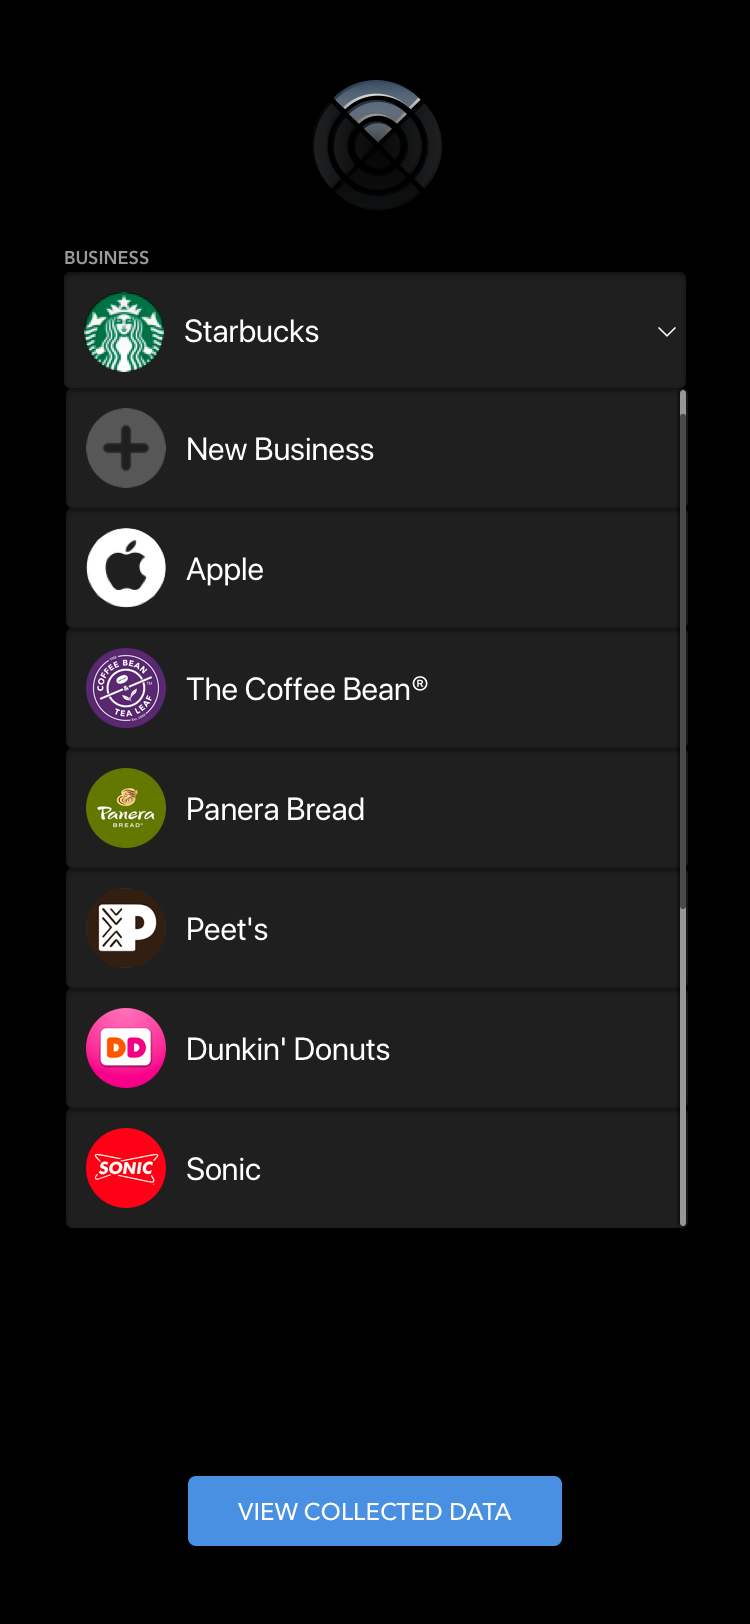 BUSINESS
Starbucks
New Business
Apple
THE
COFFEE BEAN
&
TEA LEAF
The Coffee Bean®
Panera
BREAD®
Panera Bread
P
Peet's
DD
Dunkin' Donuts
SONIC
Sonic
VIEW COLLECTED DATA